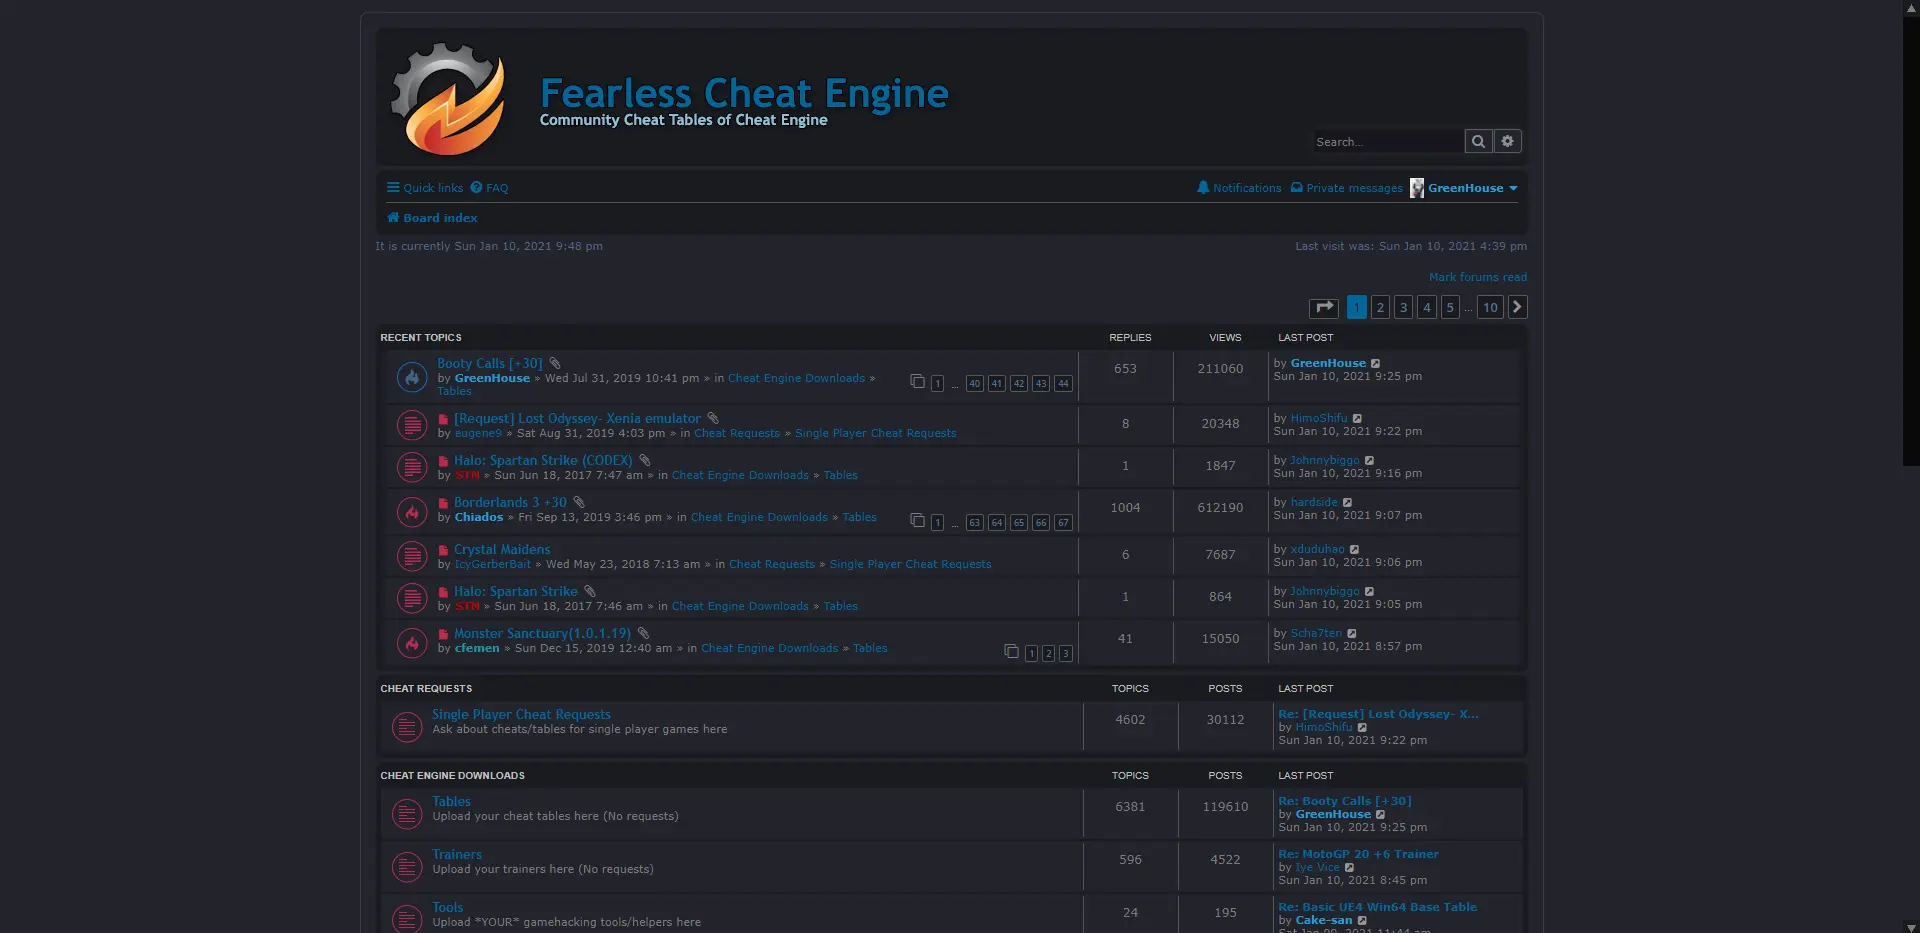 Fearless Cheat Engine
Community Cheat Tables of Cheat Engine
Search...
Quick links FAQ
Notifications Private messages GreenHouse
Board index
It is currently Sun Jan 10, 2021 9:48 pm
Last visit was: Sun Jan 10, 2021 4:39 pm
Mark forums read
1 2 3 4 5 ... 10
RECENT TOPICS REPLIES VIEWS LAST POST
Booty Calls [+30]
by GreenHouse » Wed Jul 31, 2019 10:41 pm » in Cheat Engine Downloads »
Tables
1 ... 40 41 42 43 44
653 211060
by GreenHouse
Sun Jan 10, 2021 9:25 pm
[Request] Lost Odyssey- Xenia emulator
by eugene9 » Sat Aug 31, 2019 4:03 pm » in Cheat Requests » Single Player Cheat Requests
8 20348
by HimoShifu
Sun Jan 10, 2021 9:22 pm
Halo: Spartan Strike (CODEX)
by STN » Sun Jun 18, 2017 7:47 am » in Cheat Engine Downloads » Tables
1 1847
by Johnnybiggo
Sun Jan 10, 2021 9:16 pm
Borderlands 3 +30
by Chiados » Fri Sep 13, 2019 3:46 pm » in Cheat Engine Downloads » Tables
1 ... 63 64 65 66 67
1004 612190
by hardside
Sun Jan 10, 2021 9:07 pm
Crystal Maidens
by IcyGerberBait » Wed May 23, 2018 7:13 am » in Cheat Requests » Single Player Cheat Requests
6 7687
by xduduhao
Sun Jan 10, 2021 9:06 pm
Halo: Spartan Strike
by STN » Sun Jun 18, 2017 7:46 am » in Cheat Engine Downloads » Tables
1 864
by Johnnybiggo
Sun Jan 10, 2021 9:05 pm
Monster Sanctuary(1.0.1.19)
by cfemen » Sun Dec 15, 2019 12:40 am » in Cheat Engine Downloads » Tables
1 2 3
41 15050
by Scha7ten
Sun Jan 10, 2021 8:57 pm
CHEAT REQUESTS TOPICS POSTS LAST POST
Single Player Cheat Requests
Ask about cheats/tables for single player games here
4602 30112
Re: [Request] Lost Odyssey- X...
by HimoShifu
Sun Jan 10, 2021 9:22 pm
CHEAT ENGINE DOWNLOADS TOPICS POSTS LAST POST
Tables
Upload your cheat tables here (No requests)
6381 119610
Re: Booty Calls [+30]
by GreenHouse
Sun Jan 10, 2021 9:25 pm
Trainers
Upload your trainers here (No requests)
596 4522
Re: MotoGP 20 +6 Trainer
by Iye Vice
Sun Jan 10, 2021 8:45 pm
Tools
Upload *YOUR* gamehacking tools/helpers here
24 195
Re: Basic UE4 Win64 Base Table
by Cake-san
Sat Jan 09, 2021 11:44 am